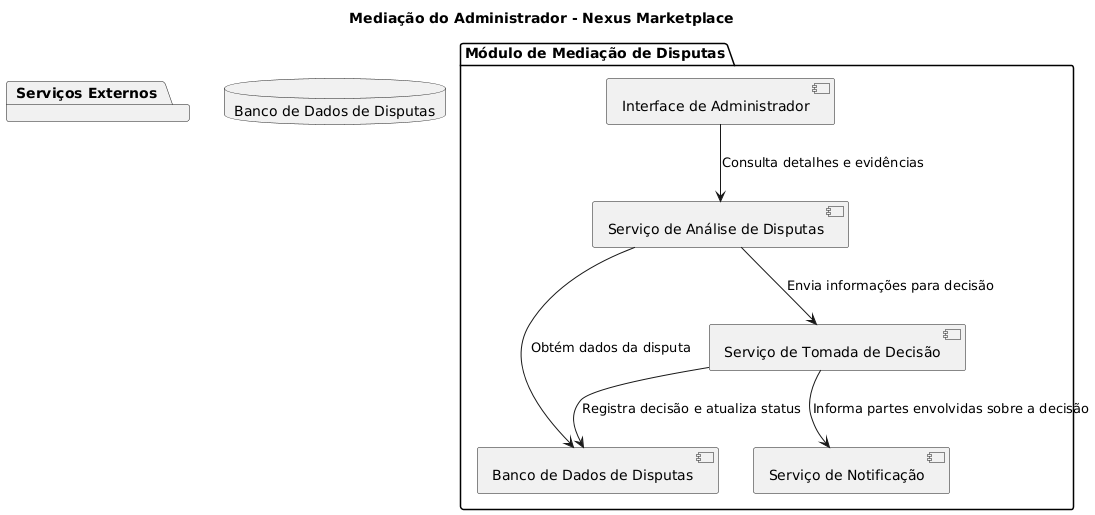 Mediação do Administrador - Nexus Marketplace
Módulo de Mediação de Disputas
Serviços Externos
Banco de Dados de Disputas
Interface de Administrador
Consulta detalhes e evidências
Serviço de Análise de Disputas
Envia informações para decisão
Obtém dados da disputa
Serviço de Tomada de Decisão
Registra decisão e atualiza status
Informa partes envolvidas sobre a decisão
Banco de Dados de Disputas
Serviço de Notificação